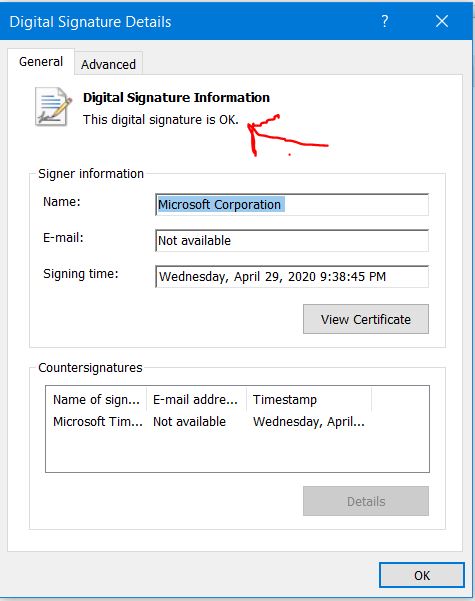 Digital Signature Details
General
Advanced
Digital Signature Information
This digital signature is OK.
Signer information
Name:
Microsoft Corporation
E-mail:
Not available
Signing time:
Wednesday, April 29, 2020 9:38:45 PM
View Certificate
Countersignatures
Name of sign... E-mail addre... Timestamp
Microsoft Tim... Not available Wednesday, April...
Details
OK